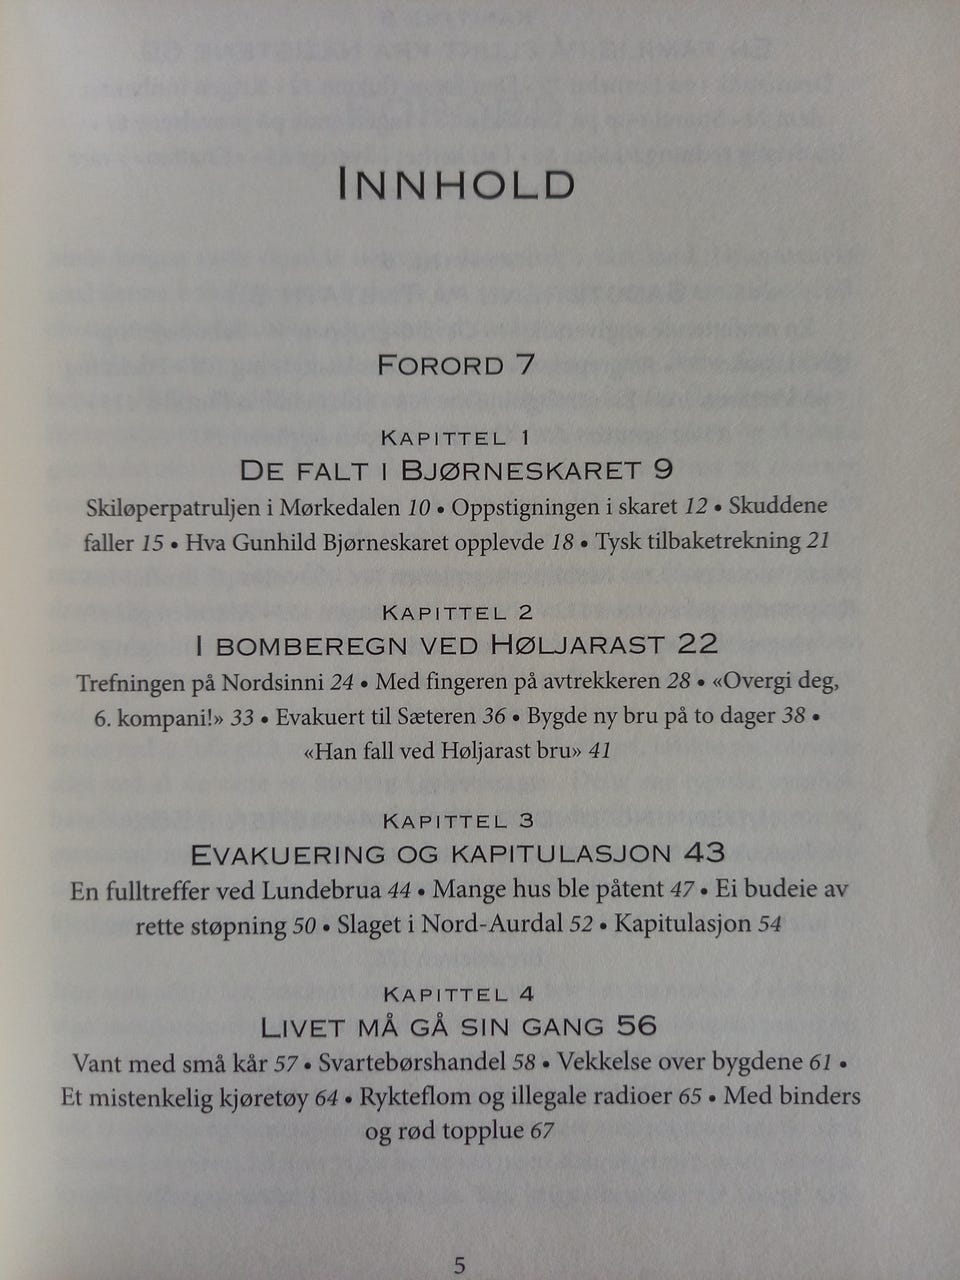 INNHOLD
FORORD 7
KAPITTEL 1
DE FALT I BJØRNESKARET 9
Skiløperpatruljen i Mørkedalen 10 • Oppstigningen i skaret 12 • Skuddene
faller 15 • Hva Gunhild Bjørneskaret opplevde 18 • Tysk tilbaketrekning 21
KAPITTEL 2
I BOMBEREGN VED HØLJARAST 22
Trefningen på Nordsinni 24 • Med fingeren på avtrekkeren 28 • «Overgi deg,
6. kompani!» 33 • Evakuert til Sæteren 36 • Bygde ny bru på to dager 38 •
«Han fall ved Høljarast bru» 41
KAPITTEL 3
EVAKUERING OG KAPITULASJON 43
En fulltreffer ved Lundebrua 44 • Mange hus ble påtent 47 • Ei budeie av
rette støpning 50 • Slaget i Nord-Aurdal 52 • Kapitulasjon 54
KAPITTEL 4
LIVET MÅ GÅ SIN GANG 56
Vant med små kår 57 • Svartebørshandel 58 • Vekkelse over bygdene 61 •
Et mistenkelig kjøretøy 64 • Rykteflom og illegale radioer 65 • Med binders
og rød topplue 67
5